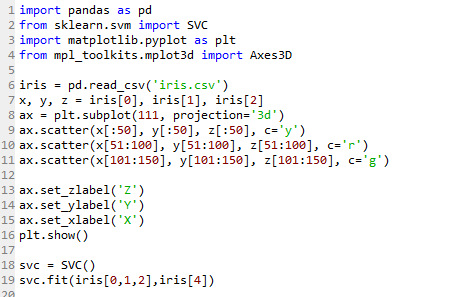 1 import pandas as pd
2 from sklearn.svm import SVC
3 import matplotlib.pyplot as plt
4 from mpl_toolkits.mplot3d import Axes3D
5
6 iris = pd.read_csv('iris.csv')
7 x, y, z = iris[0], iris[1], iris[2]
8 ax = plt.subplot(111, projection='3d')
9 ax.scatter(x[:50], y[:50], z[:50], c='y')
10 ax.scatter(x[51:100], y[51:100], z[51:100], c='r')
11 ax.scatter(x[101:150], y[101:150], z[101:150], c='g')
12
13 ax.set_zlabel('Z')
14 ax.set_ylabel('Y')
15 ax.set_xlabel('X')
16 plt.show()
17
18 svc = SVC()
19 svc.fit(iris[0,1,2],iris[4])
20